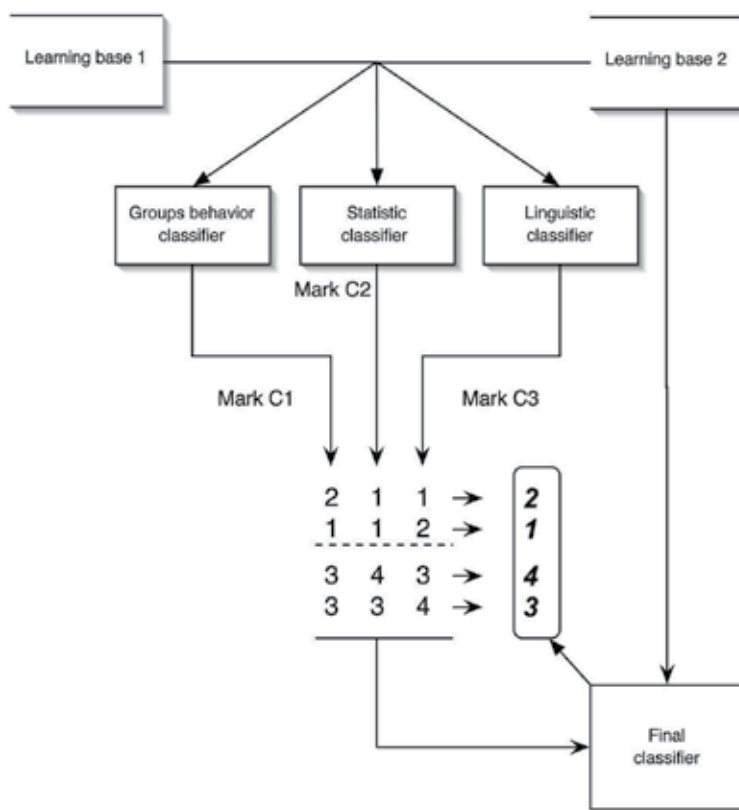 Learning base 1
Learning base 2
Groups behavior
classifier
Statistic
classifier
Linguistic
classifier
Mark C2
Mark C1
Mark C3
2 1 1 2
1 1 2 1
3 4 3 4
3 3 4 3
Final
classifier